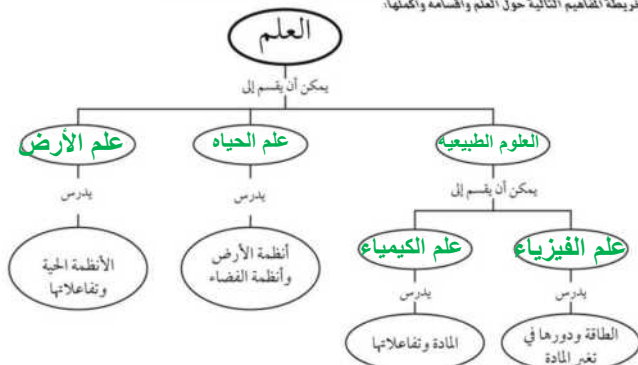 خريطة المفاهيم التالية حول العلم وأقسامه وأكملها:
العلم
يمكن أن يقسم إلى
العلوم الطبيعيه
علم الحياه
علم الأرض
يمكن أن يقسم إلى
يدرس
يدرس
علم الفيزياء
علم الكيمياء
أنظمة الأرض
وأنظمة الفضاء
الأنظمة الحية
وتفاعلاتها
يدرس
يدرس
الطاقة ودورها في
تغير المادة
المادة وتفاعلاتها